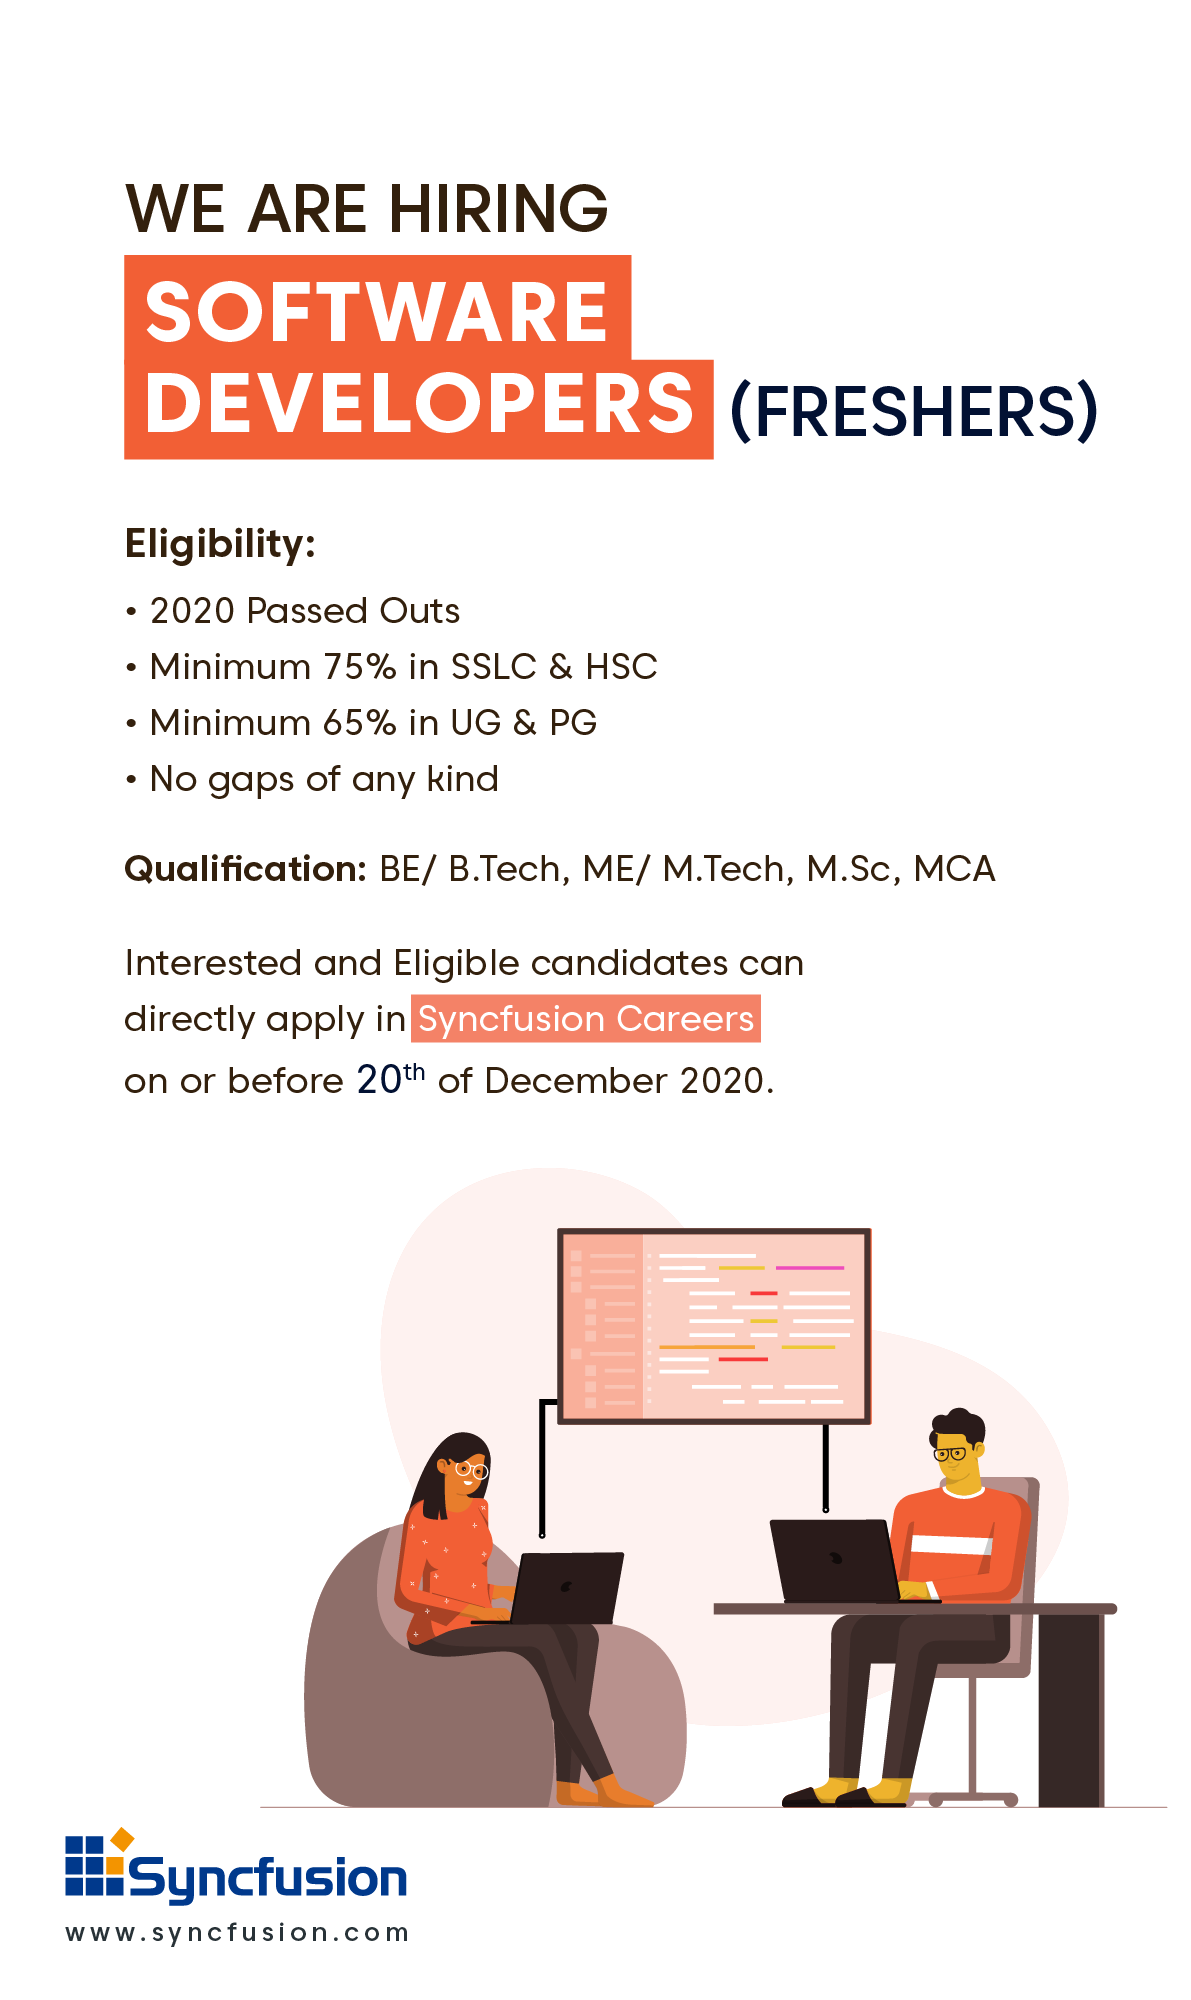 WE ARE HIRING
SOFTWARE
DEVELOPERS (FRESHERS)
Eligibility:
• 2020 Passed Outs
• Minimum 75% in SSLC & HSC
• Minimum 65% in UG & PG
• No gaps of any kind
Qualification: BE/ B.Tech, ME/ M.Tech, M.Sc, MCA
Interested and Eligible candidates can
directly apply in Syncfusion Careers
on or before 20th of December 2020.
Syncfusion
www.syncfusion.com